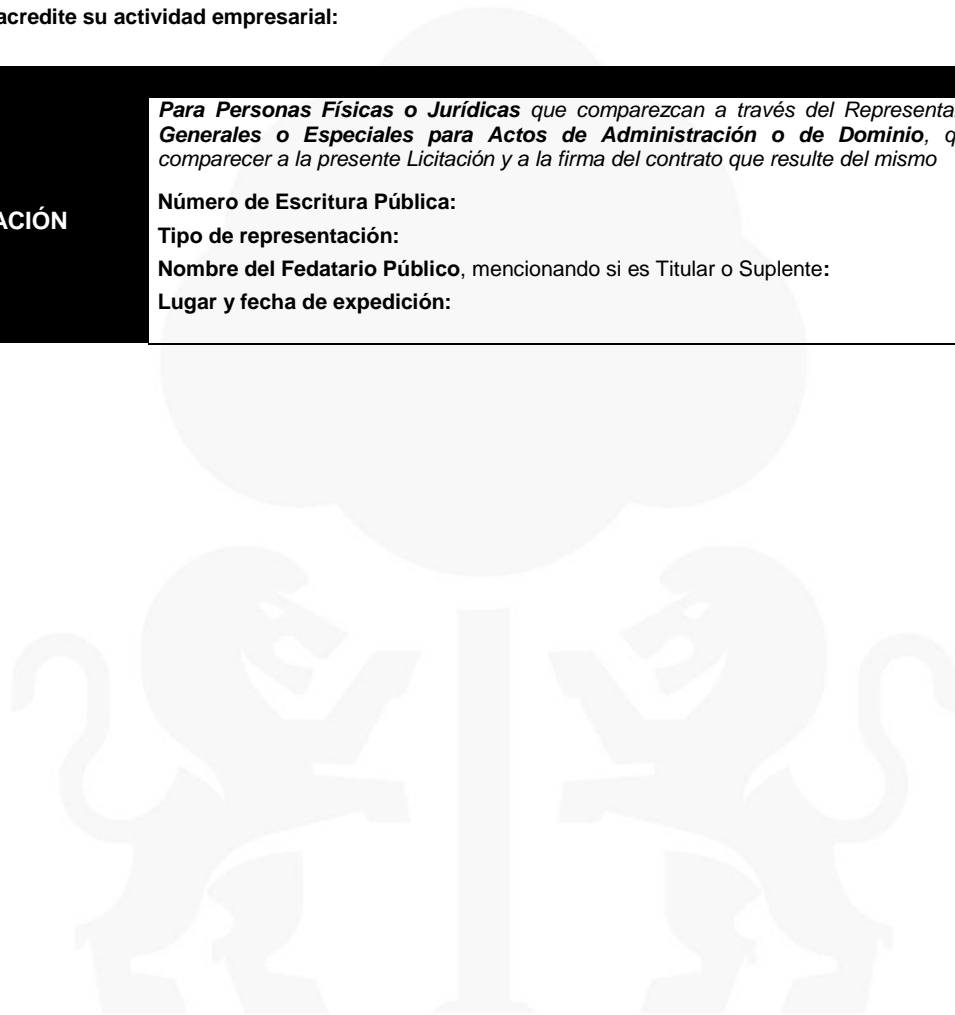 acredite su actividad empresarial:
Para Personas Físicas o Jurídicas que comparezcan a través del
Generales o Especiales para Actos de Administración o de Dominio,
comparecer a la presente Licitación y a la firma del contrato que resulte del mismo
Número de Escritura Pública:
ACIÓN
Tipo de representación:
Nombre del Fedatario Público, mencionando si es Titular o Suplente:
Lugar y fecha de expedición: